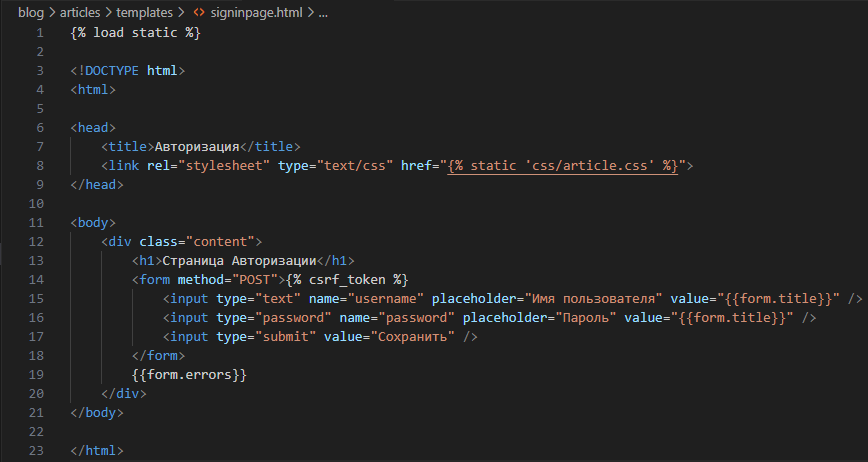 blog > articles > templates > <> signinpage.html > ...
1 {% load static %}
2
3 <!DOCTYPE html>
4 <html>
5
6 <head>
7 <title>Авторизация</title>
8 <link rel="stylesheet" type="text/css" href="{% static 'css/article.css' %}">
9 </head>
10
11 <body>
12 <div class="content">
13 <h1>Страница Авторизации</h1>
14 <form method="POST">{% csrf_token %}
15 <input type="text" name="username" placeholder="Имя пользователя" value="{{form.title}}" />
16 <input type="password" name="password" placeholder="Пароль" value="{{form.title}}" />
17 <input type="submit" value="Сохранить" />
18 </form>
19 {{form.errors}}
20 </div>
21 </body>
22
23 </html>